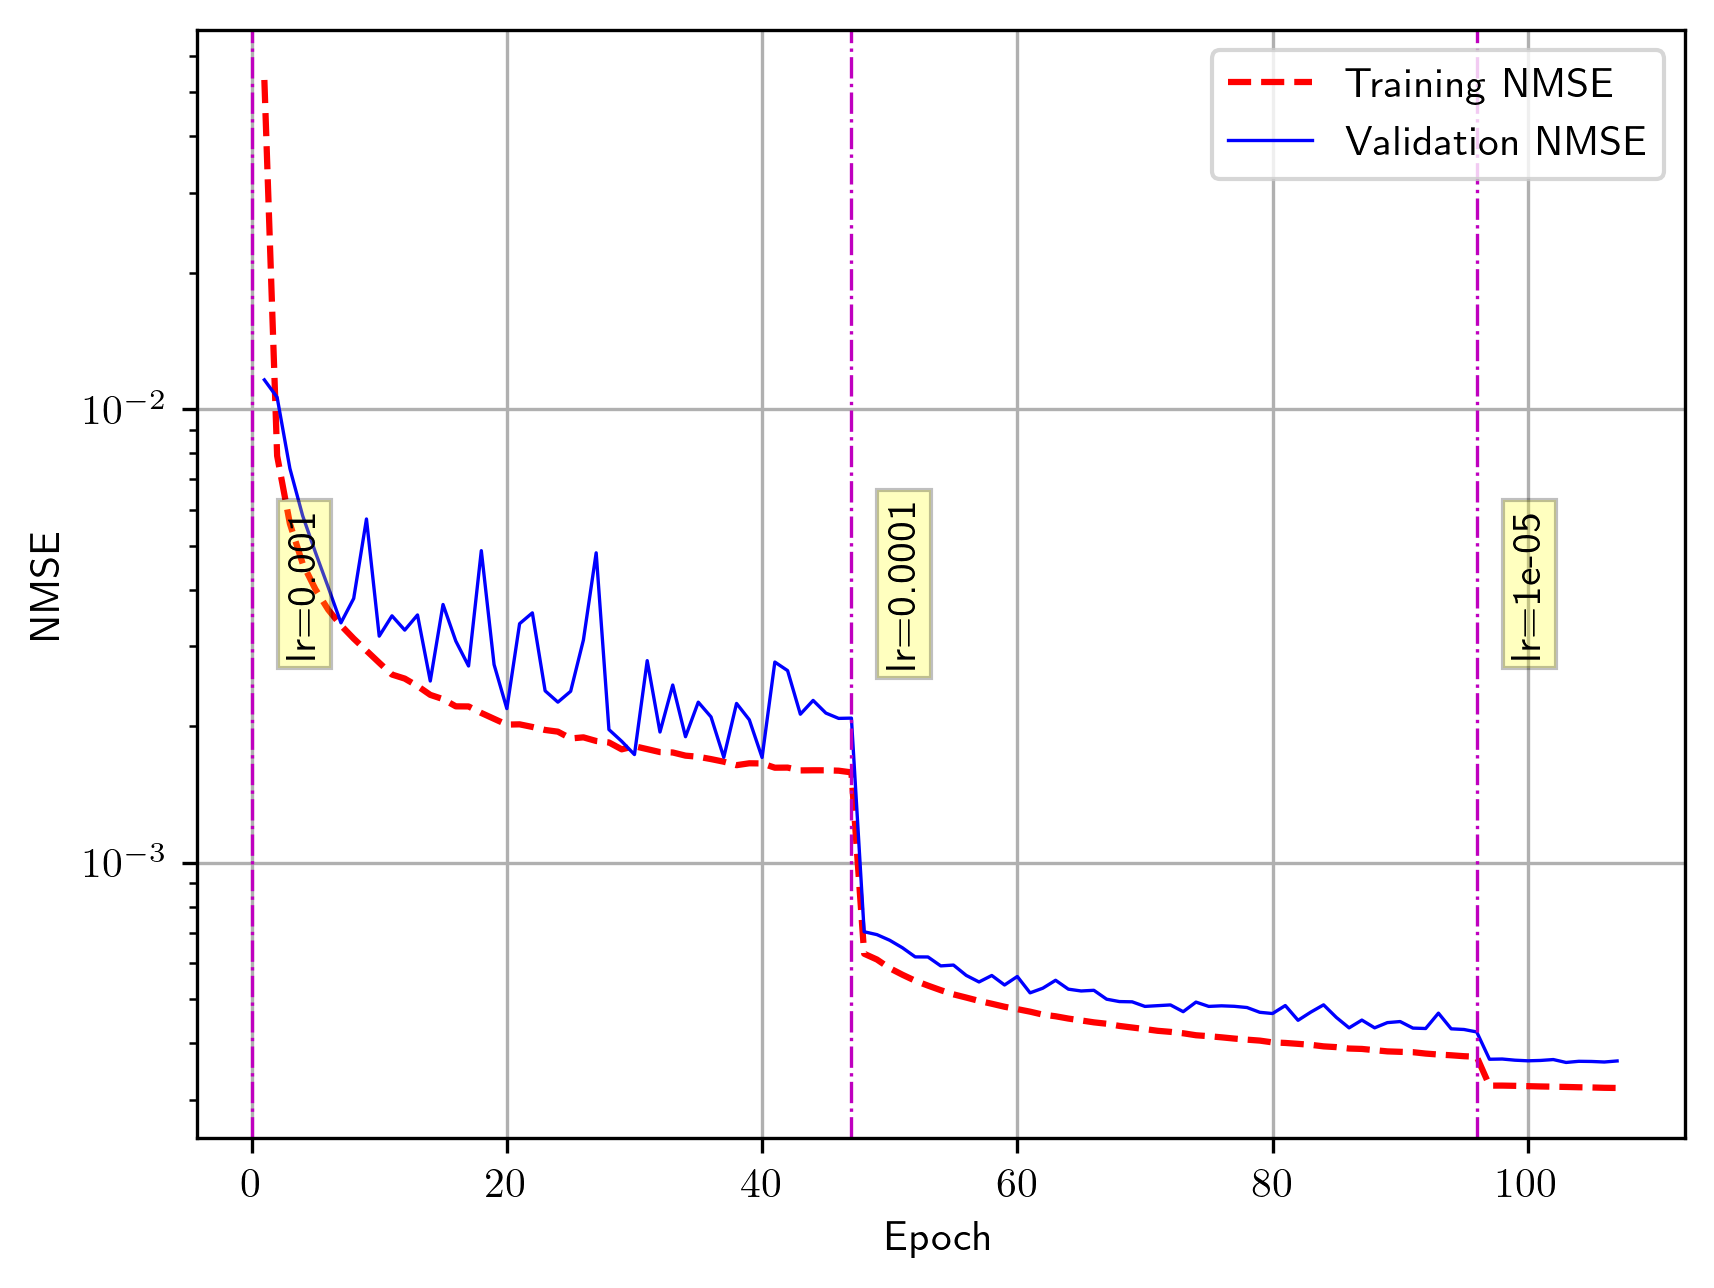 Training NMSE
Validation NMSE
NMSE
10⁻²
10⁻³
lr=0.001
lr=0.0001
lr=1e-05
0 20 40 60 80 100
Epoch